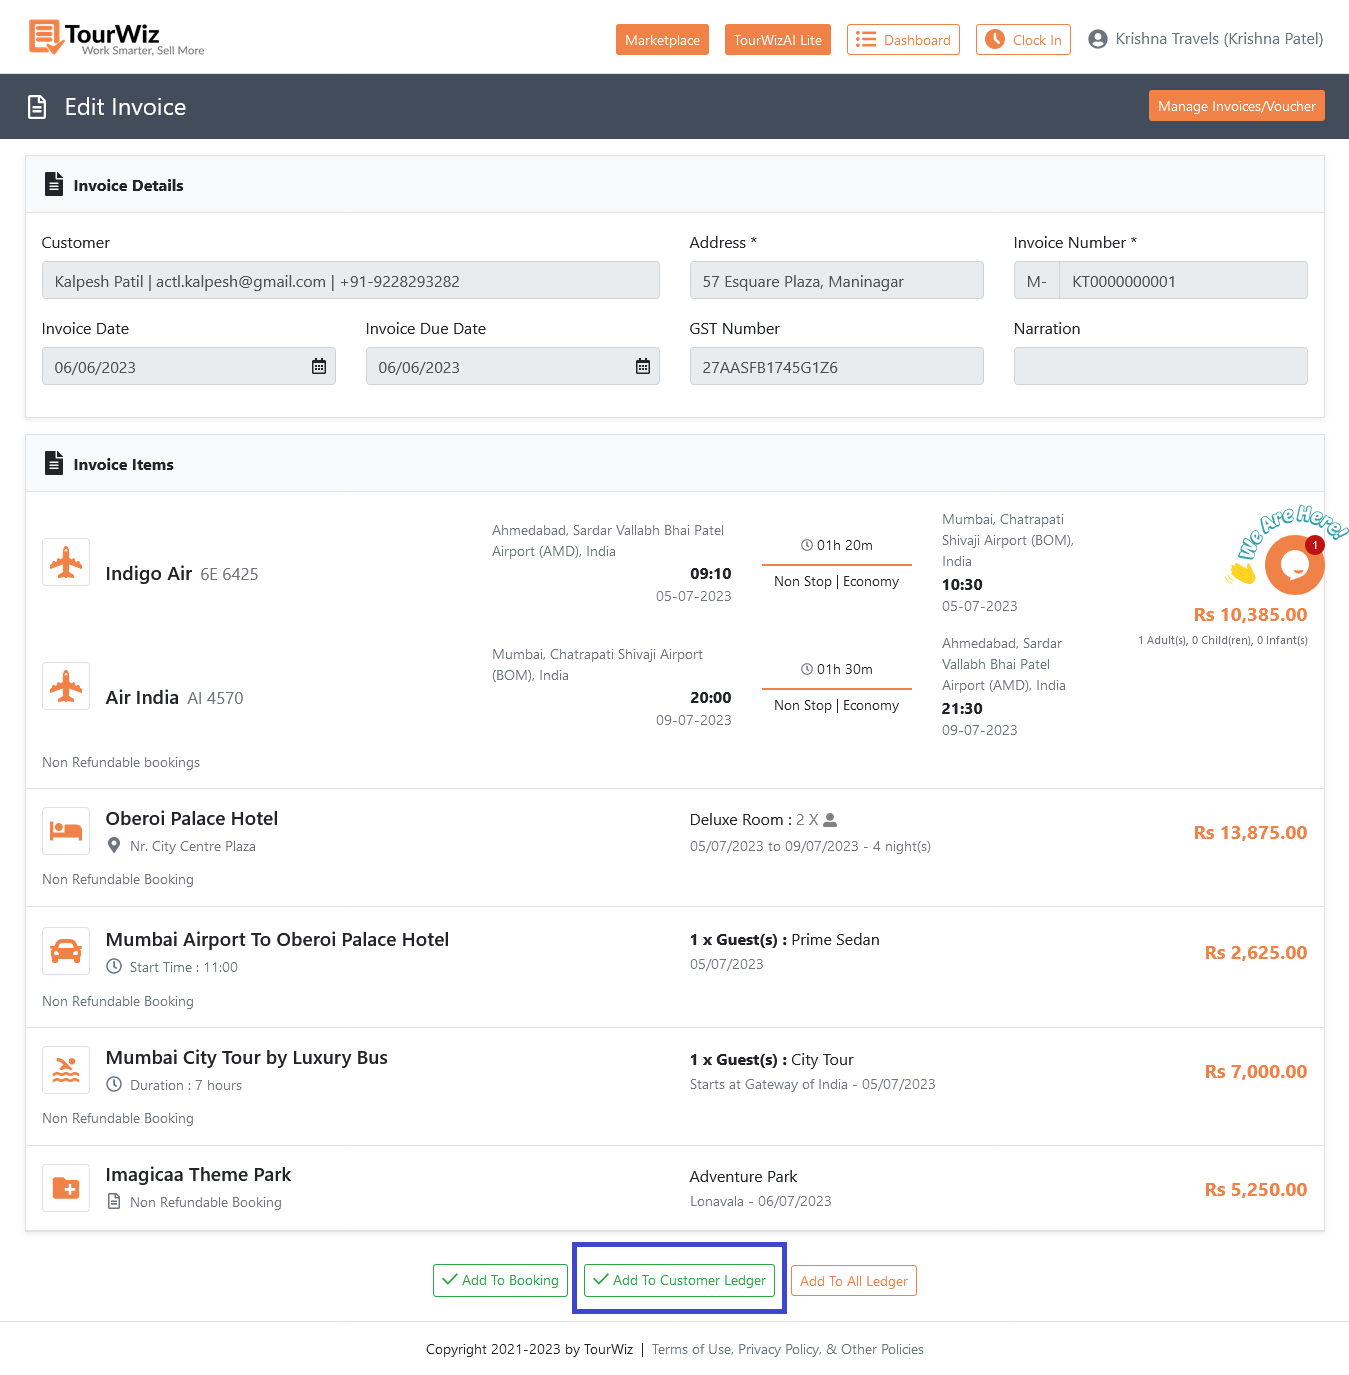 TourWiz
Work Smarter, Sell More
Marketplace
TourWizAI Lite
Dashboard
Clock In
Krishna Travels (Krishna Patel)
Edit Invoice
Manage Invoices/Voucher
Invoice Details
Customer
Address *
Invoice Number *
Kalpesh Patil | actl.kalpesh@gmail.com | +91-9228293282
57 Esquare Plaza, Maninagar
M- KT0000000001
Invoice Date
Invoice Due Date
GST Number
Narration
06/06/2023
06/06/2023
27AASFB1745G1Z6
Invoice Items
Indigo Air 6E 6425
Ahmedabad, Sardar Vallabh Bhai Patel
Airport (AMD), India
09:10
05-07-2023
01h 20m
Non Stop | Economy
Mumbai, Chatrapati
Shivaji Airport (BOM),
India
10:30
05-07-2023
We Are Here!
1
Rs 10,385.00
1 Adult(s), 0 Child(ren), 0 Infant(s)
Air India AI 4570
Mumbai, Chatrapati Shivaji Airport
(BOM), India
20:00
09-07-2023
01h 30m
Non Stop | Economy
Ahmedabad, Sardar
Vallabh Bhai Patel
Airport (AMD), India
21:30
09-07-2023
Non Refundable bookings
Oberoi Palace Hotel
Nr. City Centre Plaza
Non Refundable Booking
Deluxe Room : 2 X
05/07/2023 to 09/07/2023 - 4 night(s)
Rs 13,875.00
Mumbai Airport To Oberoi Palace Hotel
Start Time : 11:00
Non Refundable Booking
1 x Guest(s) : Prime Sedan
05/07/2023
Rs 2,625.00
Mumbai City Tour by Luxury Bus
Duration : 7 hours
Non Refundable Booking
1 x Guest(s) : City Tour
Starts at Gateway of India - 05/07/2023
Rs 7,000.00
Imagicaa Theme Park
Non Refundable Booking
Adventure Park
Lonavala - 06/07/2023
Rs 5,250.00
Add To Booking
Add To Customer Ledger
Add To All Ledger
Copyright 2021-2023 by TourWiz | Terms of Use, Privacy Policy, & Other Policies